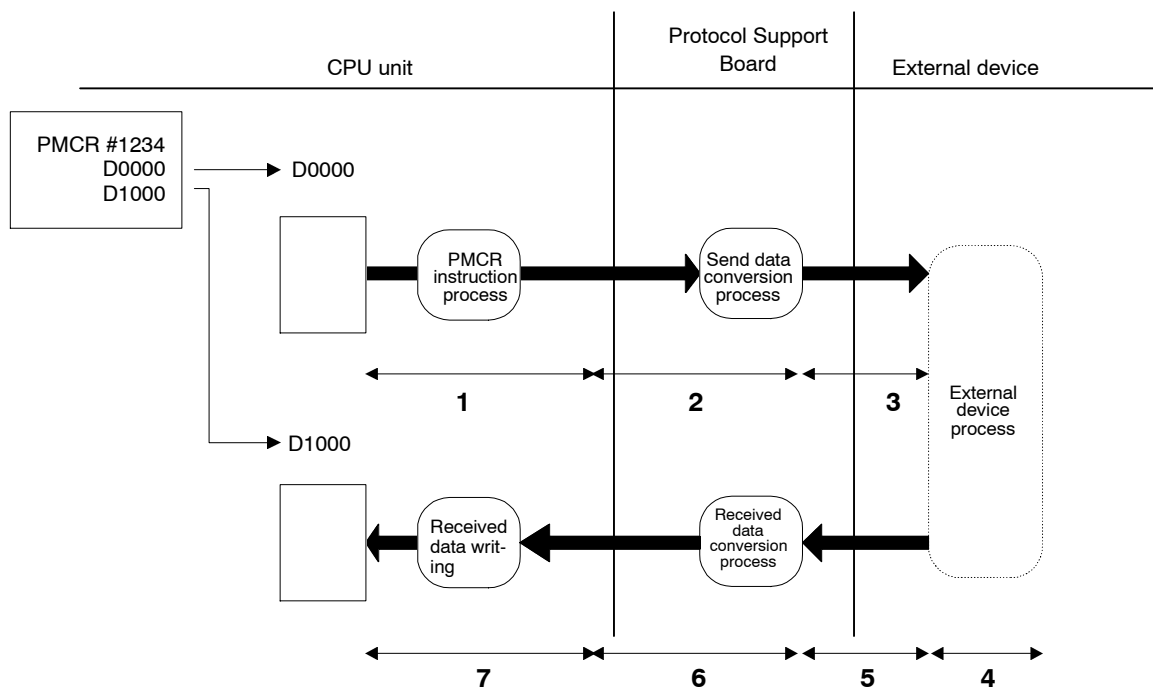 Protocol Support
Board
CPU unit
External device
PMCR #1234
D0000
D1000
D0000
PMCR
instruction
process
Send data
conversion
process
1
2
3
External
device
process
D1000
Received
data writ-
ing
Received
data
conversion
process
7
6
5
4